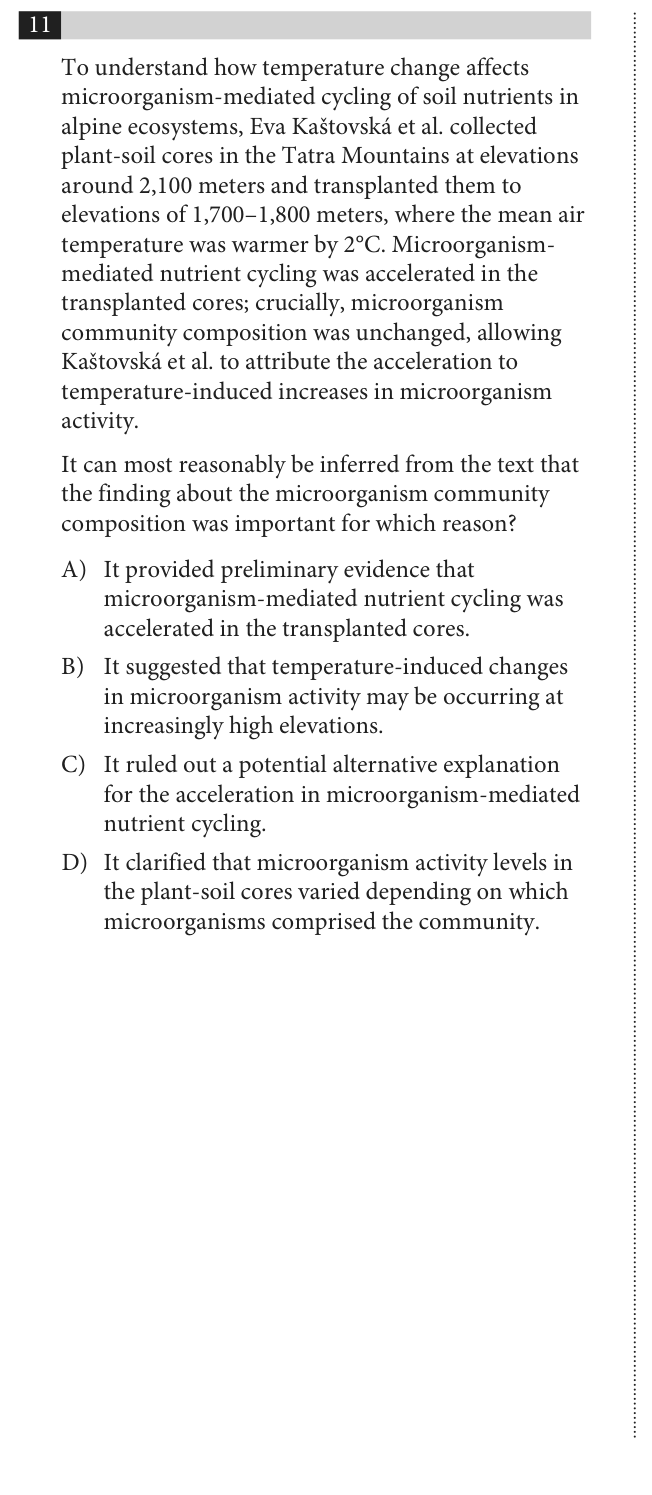 11
To understand how temperature change affects
microorganism-mediated cycling of soil nutrients in
alpine ecosystems, Eva Kaštovská et al. collected
plant-soil cores in the Tatra Mountains at elevations
around 2,100 meters and transplanted them to
elevations of 1,700–1,800 meters, where the mean air
temperature was warmer by 2°C. Microorganism-
mediated nutrient cycling was accelerated in the
transplanted cores; crucially, microorganism
community composition was unchanged, allowing
Kaštovská et al. to attribute the acceleration to
temperature-induced increases in microorganism
activity.
It can most reasonably be inferred from the text that
the finding about the microorganism community
composition was important for which reason?
A) It provided preliminary evidence that
microorganism-mediated nutrient cycling was
accelerated in the transplanted cores.
B) It suggested that temperature-induced changes
in microorganism activity may be occurring at
increasingly high elevations.
C) It ruled out a potential alternative explanation
for the acceleration in microorganism-mediated
nutrient cycling.
D) It clarified that microorganism activity levels in
the plant-soil cores varied depending on which
microorganisms comprised the community.